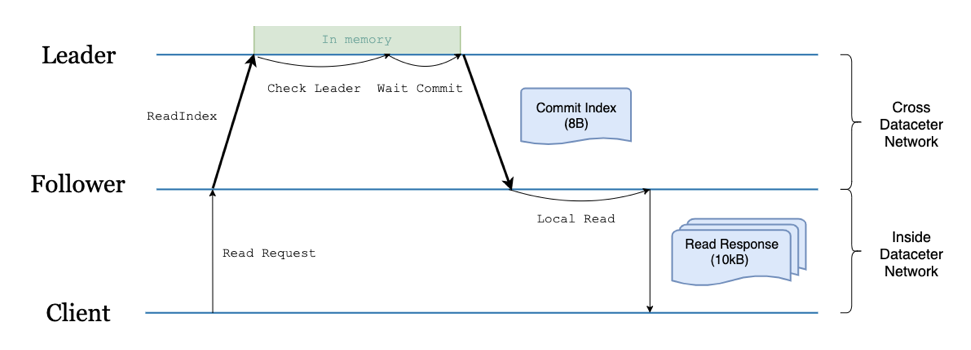 In memory
Leader
Check Leader
Wait Commit
ReadIndex
Commit Index
(8B)
Cross
Dataceter
Network
Follower
Local Read
Read Request
Read Response
(10kB)
Inside
Dataceter
Network
Client